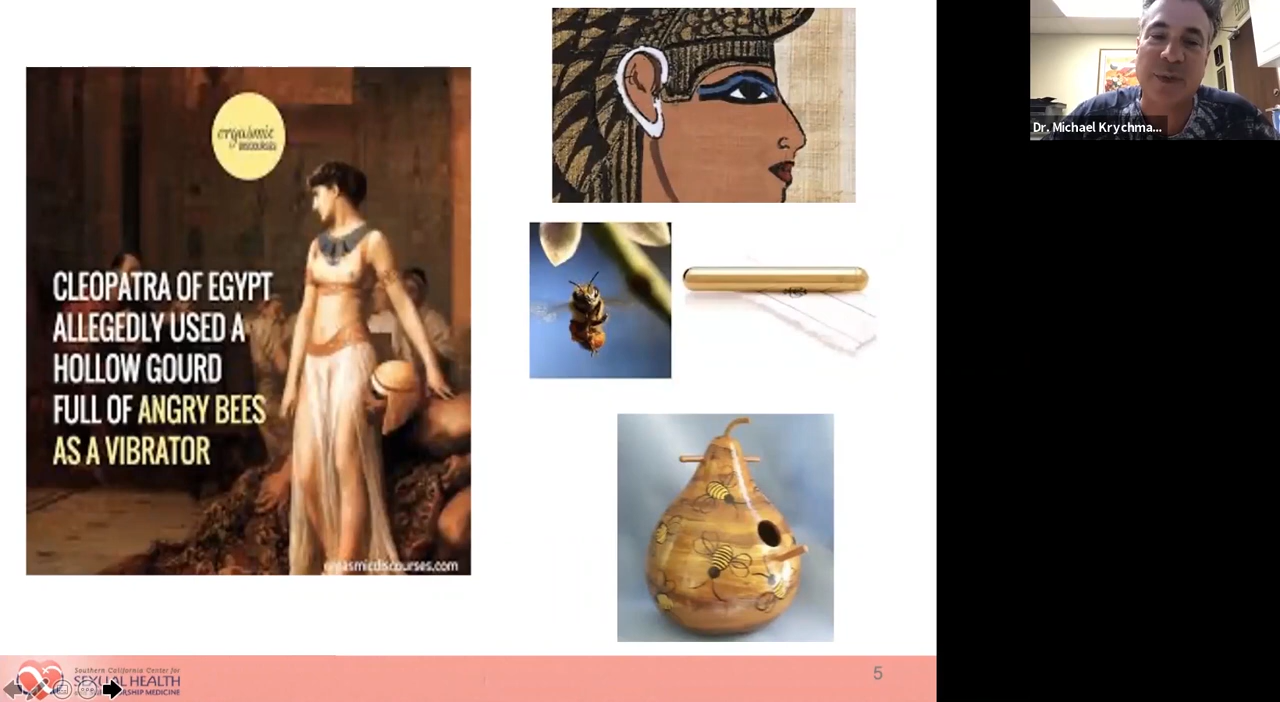 orgasmic
DISCOURSES
CLEOPATRA OF EGYPT
ALLEGEDLY USED A
HOLLOW GOURD
FULL OF ANGRY BEES
AS A VIBRATOR
orgasmicdiscourses.com
Dr. Michael Krychma...
Southern California Center for
SEXUAL HEALTH
MEDICINE
5